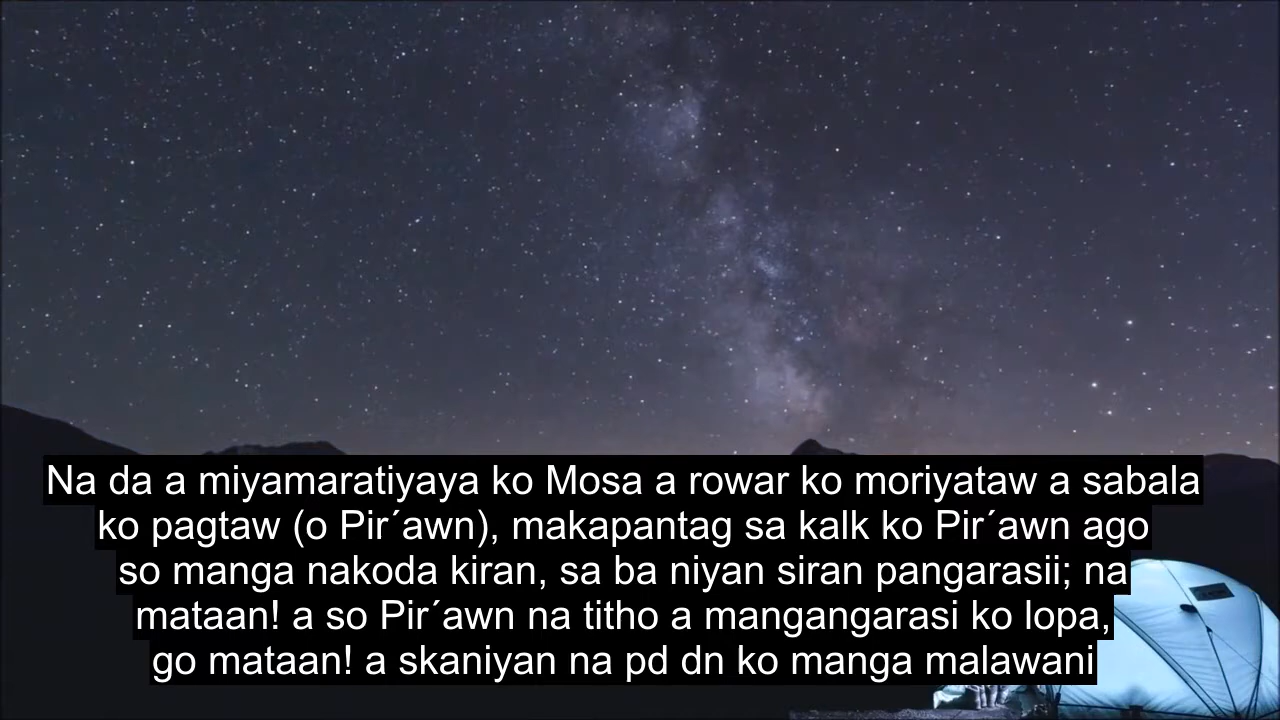 Na da a miyamaratiyaya ko Mosa a rowar ko moriyataw a sabala
ko pagtaw (o Pir´awn), makapantag sa kalk ko Pir´awn ago
so manga nakoda kiran, sa ba niyan siran pangarasii; na
mataan! a so Pir´awn na titho a mangangarasi ko lopa,
go mataan! a skaniyan na pd dn ko manga malawani